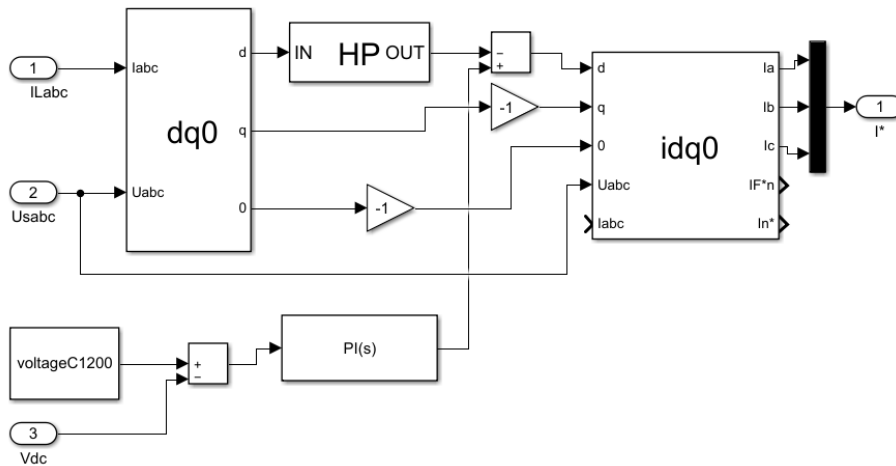 1
ILabc
2
Usabc
Iabc
Uabc
dq0
d
q
0
IN HP OUT
−
+
-1
-1
d
q
0
Uabc
Iabc
idq0
Ia
Ib
Ic
IF*n
In*
1
I*
voltageC1200
+
−
PI(s)
3
Vdc